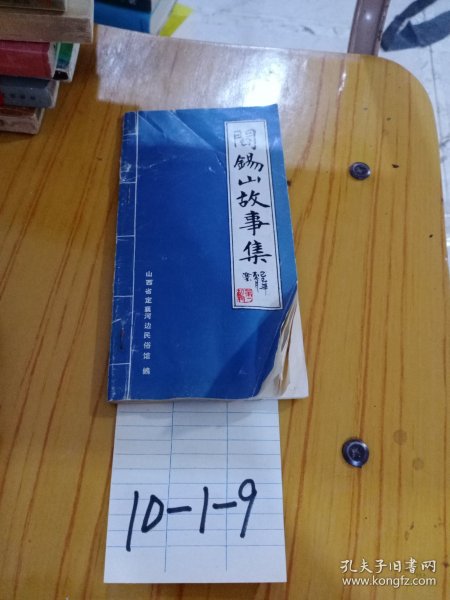 閻錫山故事集
山西省定襄河边民俗馆 编
10-1-9
孔夫子旧书网
www.kongfz.com